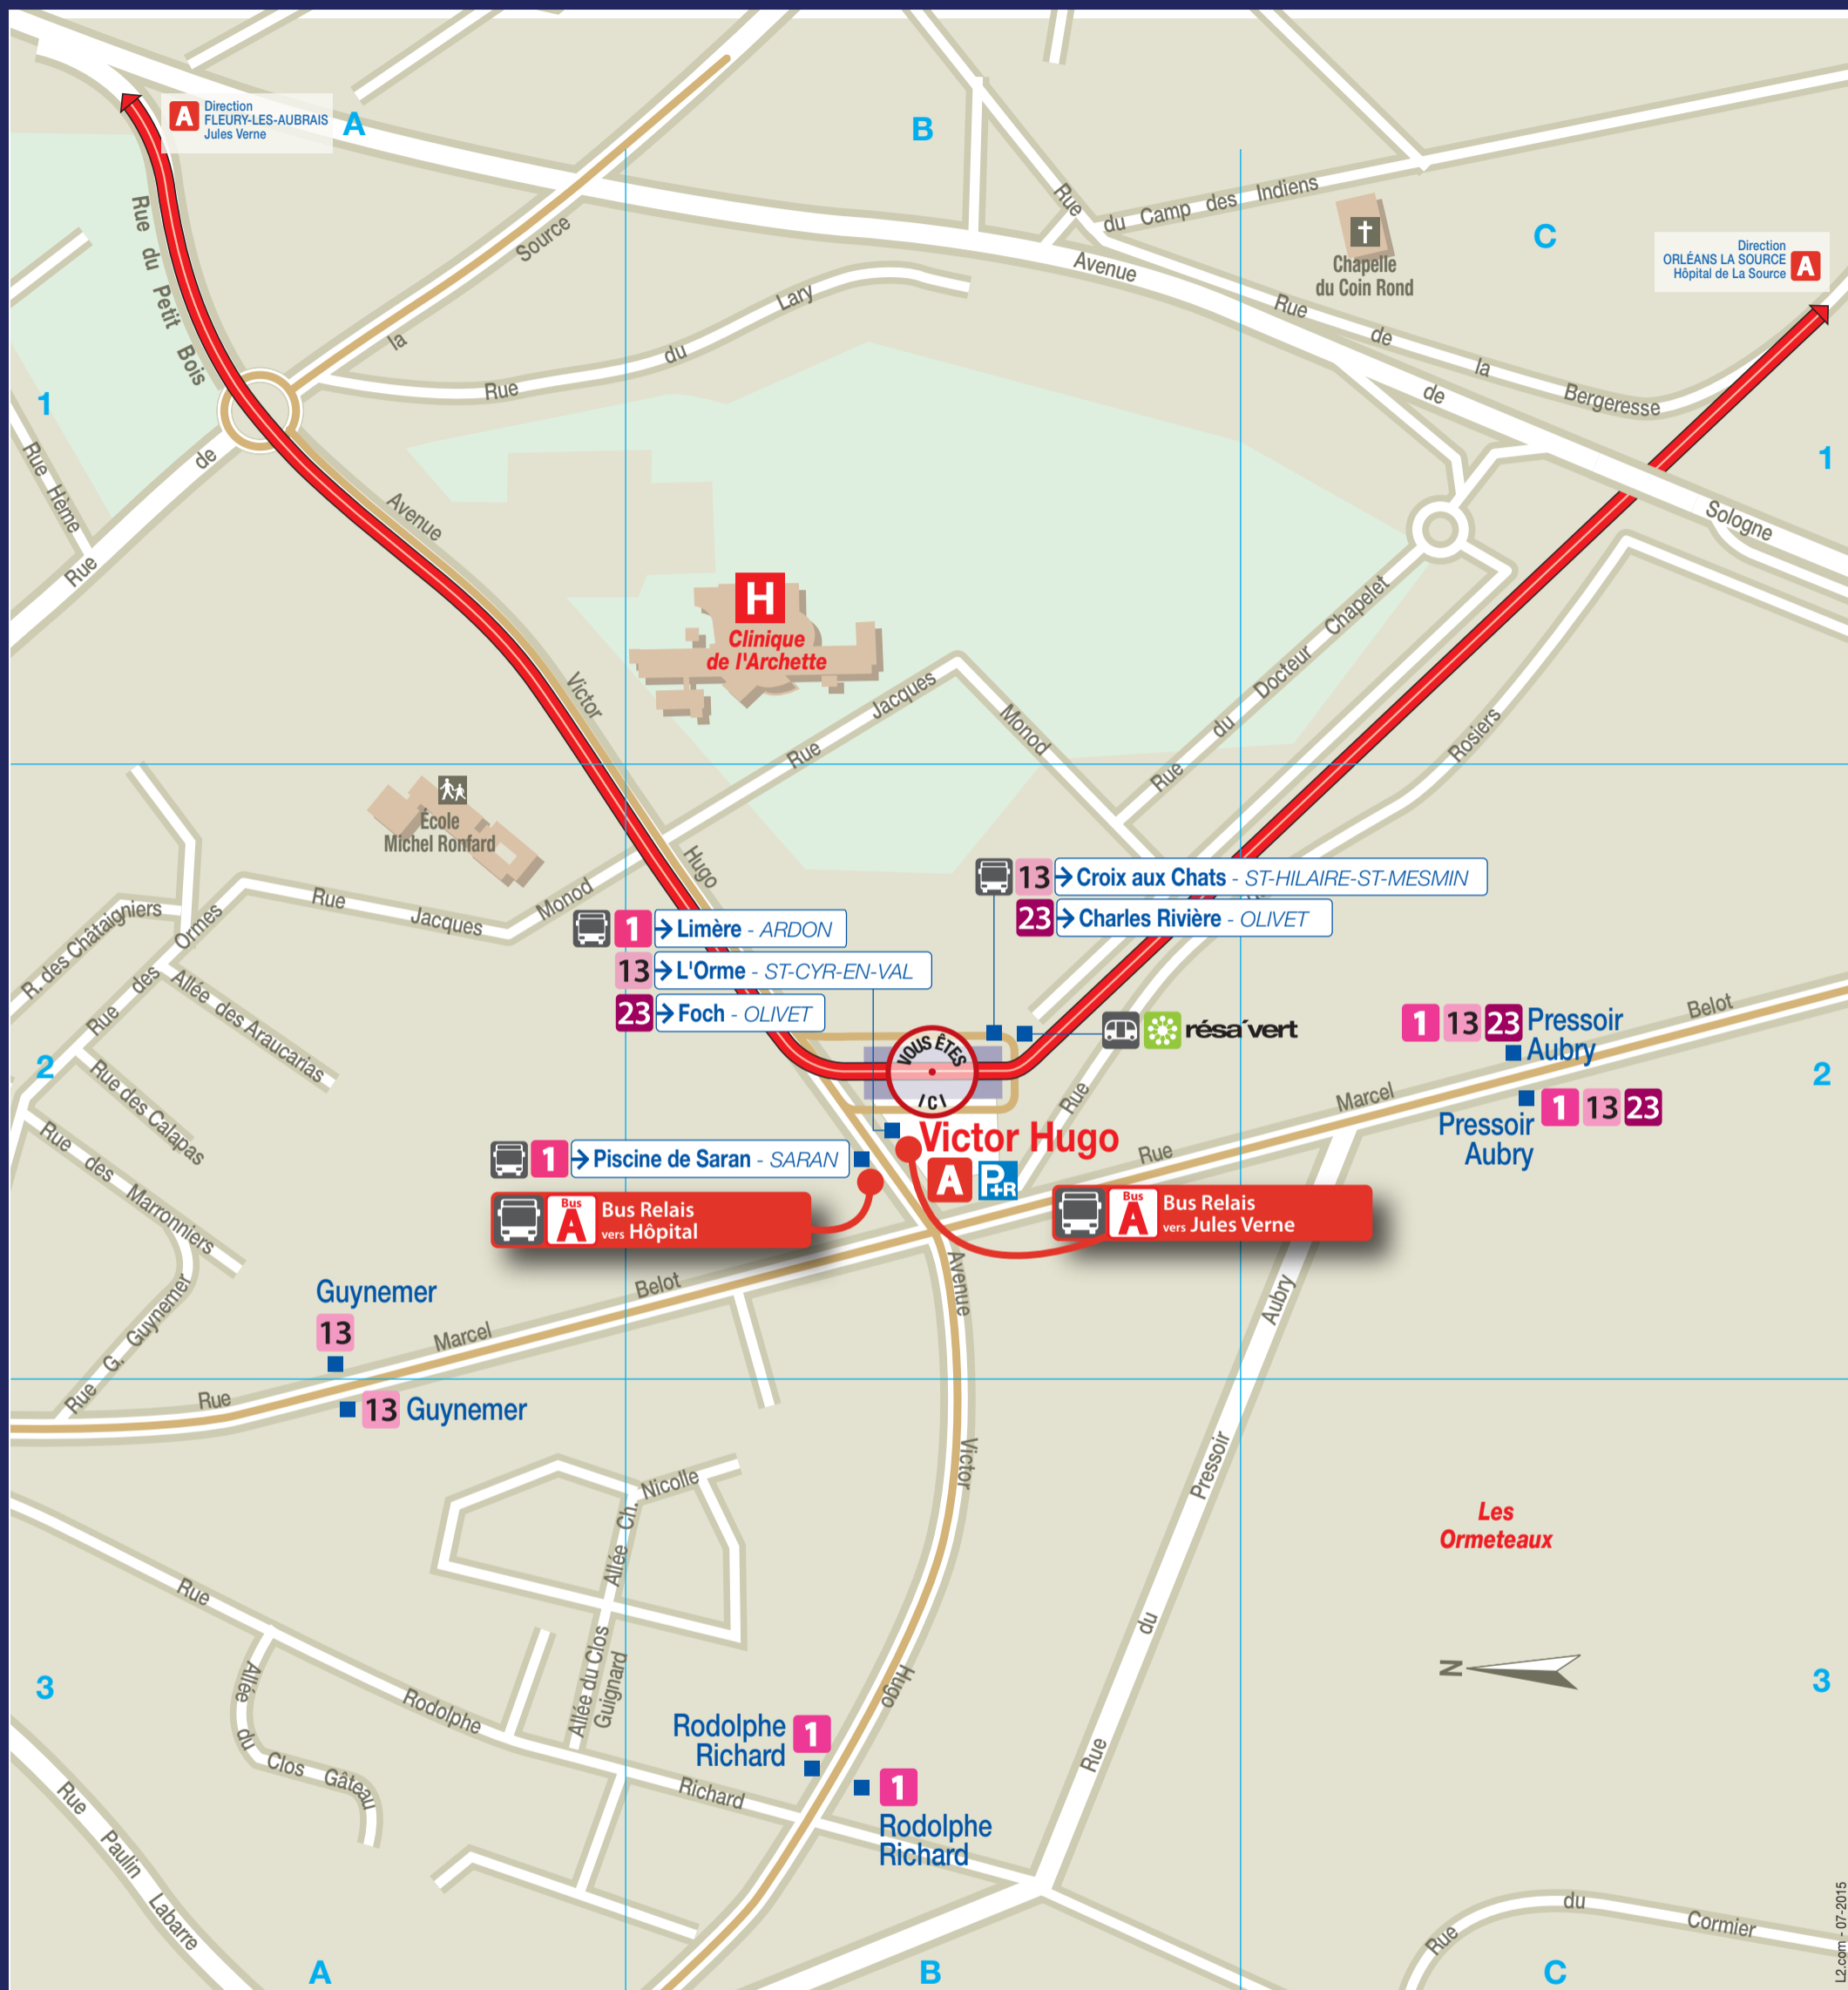 A
Direction
FLEURY-LES-AUBRAIS
Jules Verne
A
B
C
Direction
ORLÉANS LA SOURCE
Hôpital de La Source
A
Rue du Petit Bois
Rue de la Source
Rue du Lary
Rue du Camp des Indiens
Avenue de Sologne
Rue de la Bergeresse
Chapelle
du Coin Rond
1
1
Rue Hème
Avenue Victor Hugo
H
Clinique
de l'Archette
Rue Jacques Monod
Rue du Docteur Chapelet
Rue Rosiers
École
Michel Ronfard
Rue Jacques Monod
R. des Châtaigniers
Rue des Ormes
Allée des Araucarias
Rue des Calapas
Rue des Marronniers
Rue G. Guynemer
13 Croix aux Chats - ST-HILAIRE-ST-MESMIN
23 Charles Rivière - OLIVET
1 Limère - ARDON
13 L'Orme - ST-CYR-EN-VAL
23 Foch - OLIVET
résa'vert
VOUS ÊTES
ICI
2
2
1 13 23 Pressoir
Aubry
Pressoir
Aubry
1 13 23
Victor Hugo
A P+R
1 Piscine de Saran - SARAN
Bus
A
Bus Relais
vers Hôpital
Bus
A
Bus Relais
vers Jules Verne
Rue Marcel Belot
Guynemer
13
Rue Marcel Belot
13 Guynemer
Avenue Victor Hugo
Rue du Pressoir Aubry
Allée Ch. Nicolle
Les
Ormeteaux
N
3
3
Rue Rodolphe Richard
Allée du Clos
Guignard
Allée du Clos Gâteau
Rodolphe
Richard
1
1
Rodolphe
Richard
Rue Paulin Labarre
Rue du Cormier
A
B
C
L2.com - 07-2015